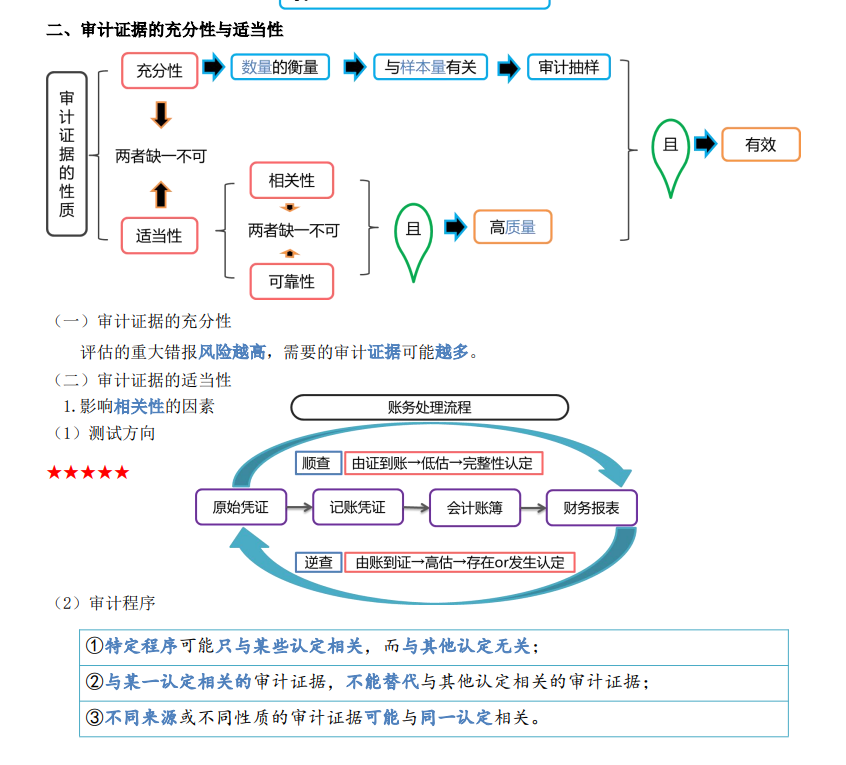 二、审计证据的充分性与适当性
审计证据的性质
充分性
数量的衡量
与样本量有关
审计抽样
两者缺一不可
适当性
相关性
两者缺一不可
可靠性
且
高质量
且
有效
（一）审计证据的充分性
评估的重大错报风险越高，需要的审计证据可能越多。
（二）审计证据的适当性
1.影响相关性的因素
（1）测试方向
★★★★★
账务处理流程
顺查 由证到账→低估→完整性认定
原始凭证 记账凭证 会计账簿 财务报表
逆查 由账到证→高估→存在or发生认定
（2）审计程序
①特定程序可能只与某些认定相关，而与其他认定无关；
②与某一认定相关的审计证据，不能替代与其他认定相关的审计证据；
③不同来源或不同性质的审计证据可能与同一认定相关。